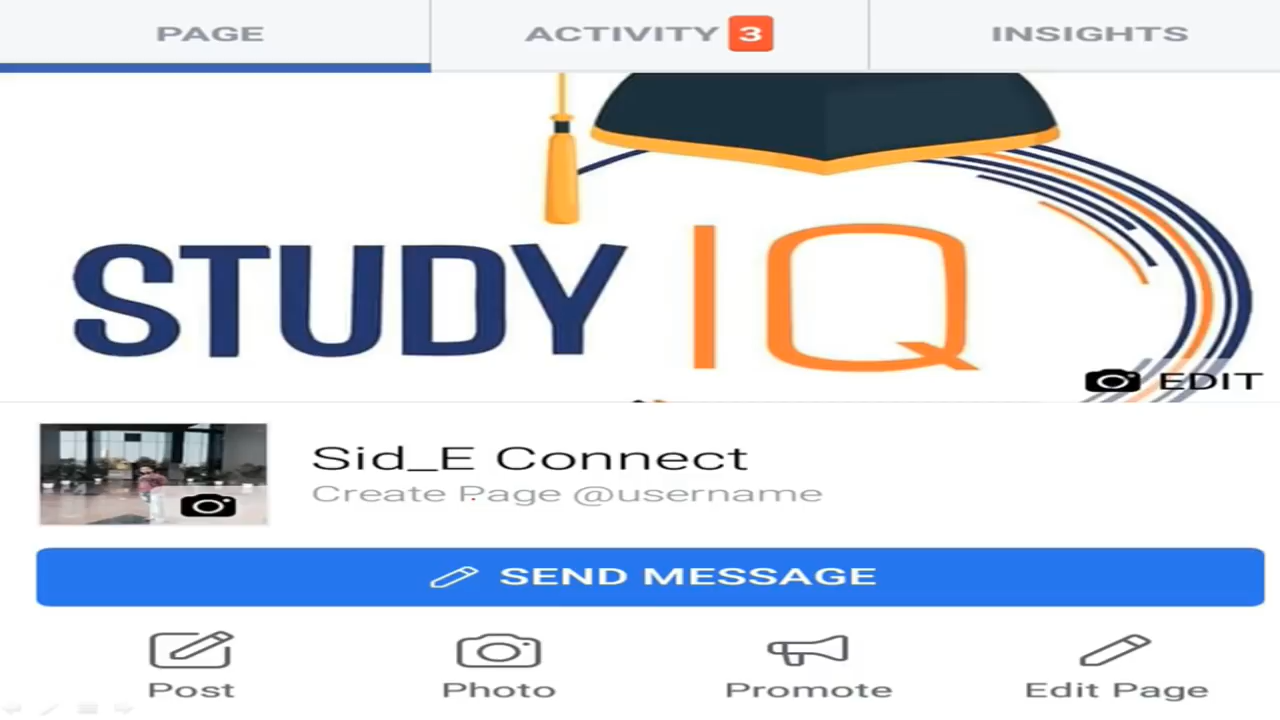 PAGE
ACTIVITY 3
INSIGHTS
STUDY IQ
EDIT
Sid_E Connect
Create Page @username
SEND MESSAGE
Post
Photo
Promote
Edit Page